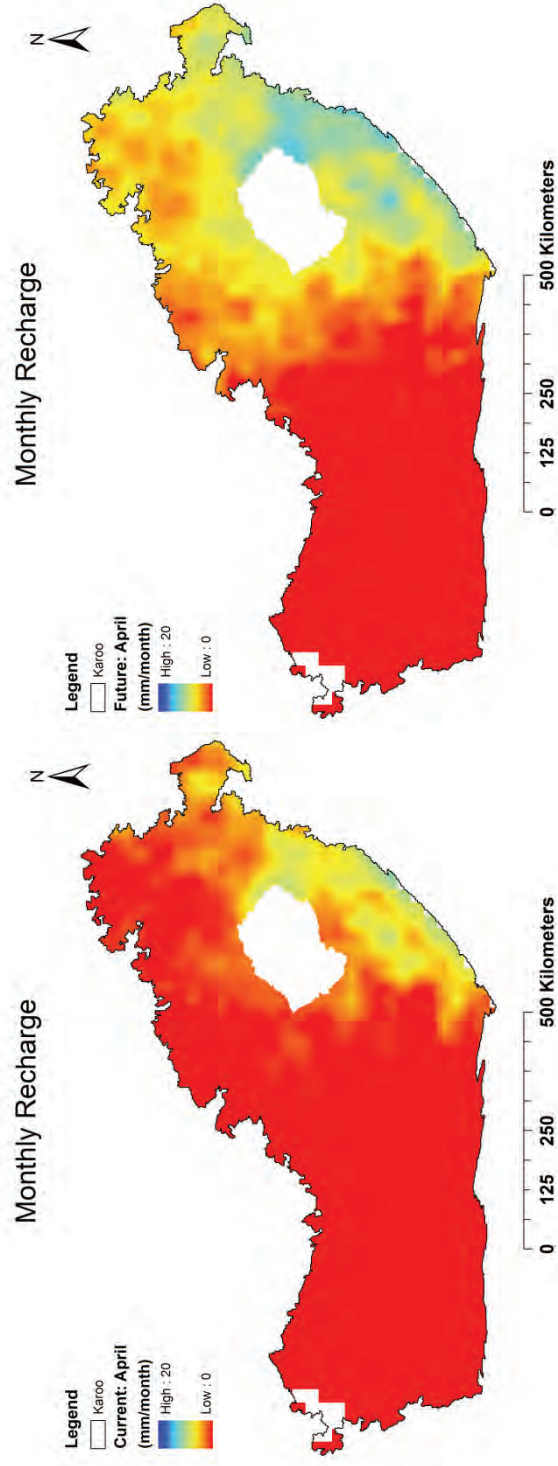 Monthly Recharge
N
Legend
Karoo
Current: April
(mm/month)
High : 20
Low : 0
0 125 250 500 Kilometers
Monthly Recharge
N
Legend
Karoo
Future: April
(mm/month)
High : 20
Low : 0
0 125 250 500 Kilometers